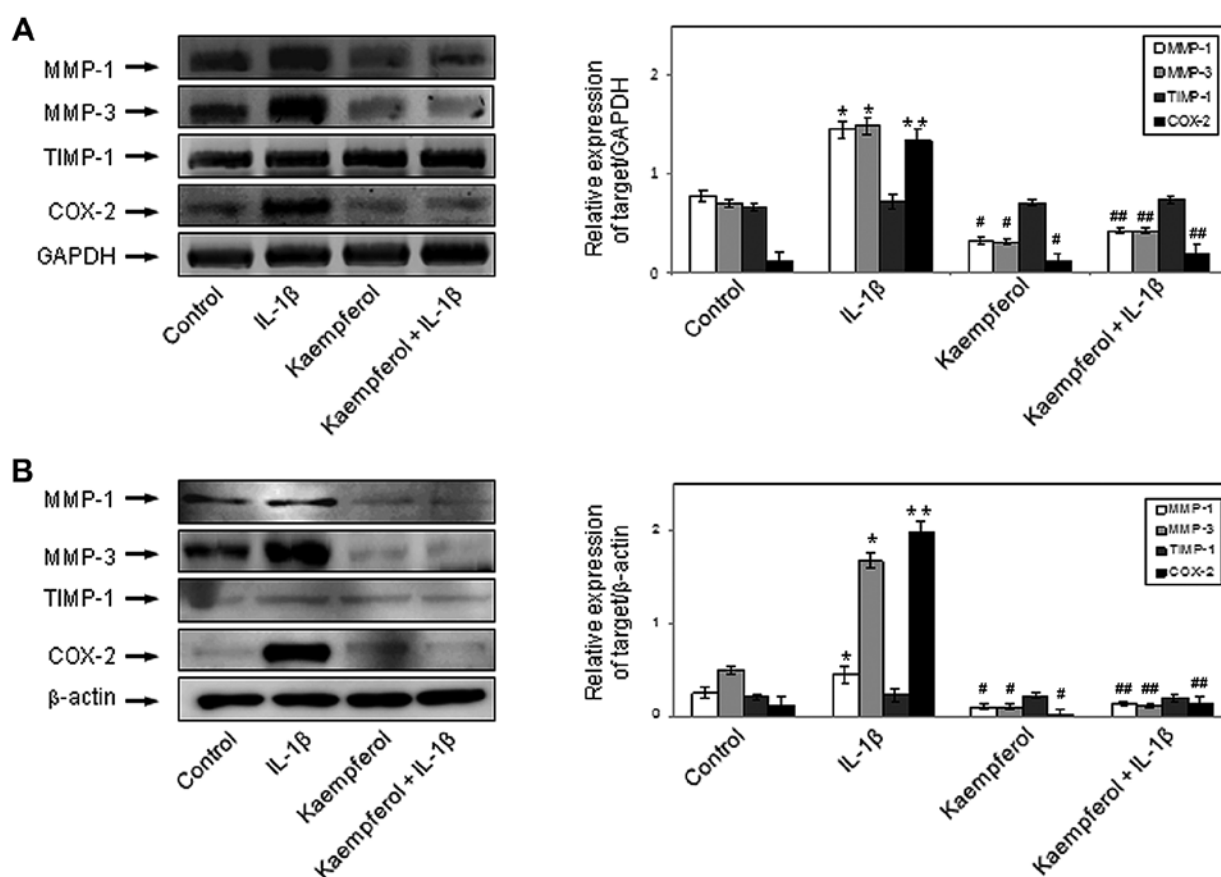 A
MMP-1
MMP-3
TIMP-1
COX-2
GAPDH
Control
IL-1β
Kaempferol
Kaempferol + IL-1β
Relative expression
of target/GAPDH
2
1
0
* * **
# # #
## ## ##
MMP-1
MMP-3
TIMP-1
COX-2
Control
IL-1β
Kaempferol
Kaempferol + IL-1β
B
MMP-1
MMP-3
TIMP-1
COX-2
β-actin
Control
IL-1β
Kaempferol
Kaempferol + IL-1β
Relative expression
of target/β-actin
2
1
0
* * **
# # #
## ## ##
MMP-1
MMP-3
TIMP-1
COX-2
Control
IL-1β
Kaempferol
Kaempferol + IL-1β